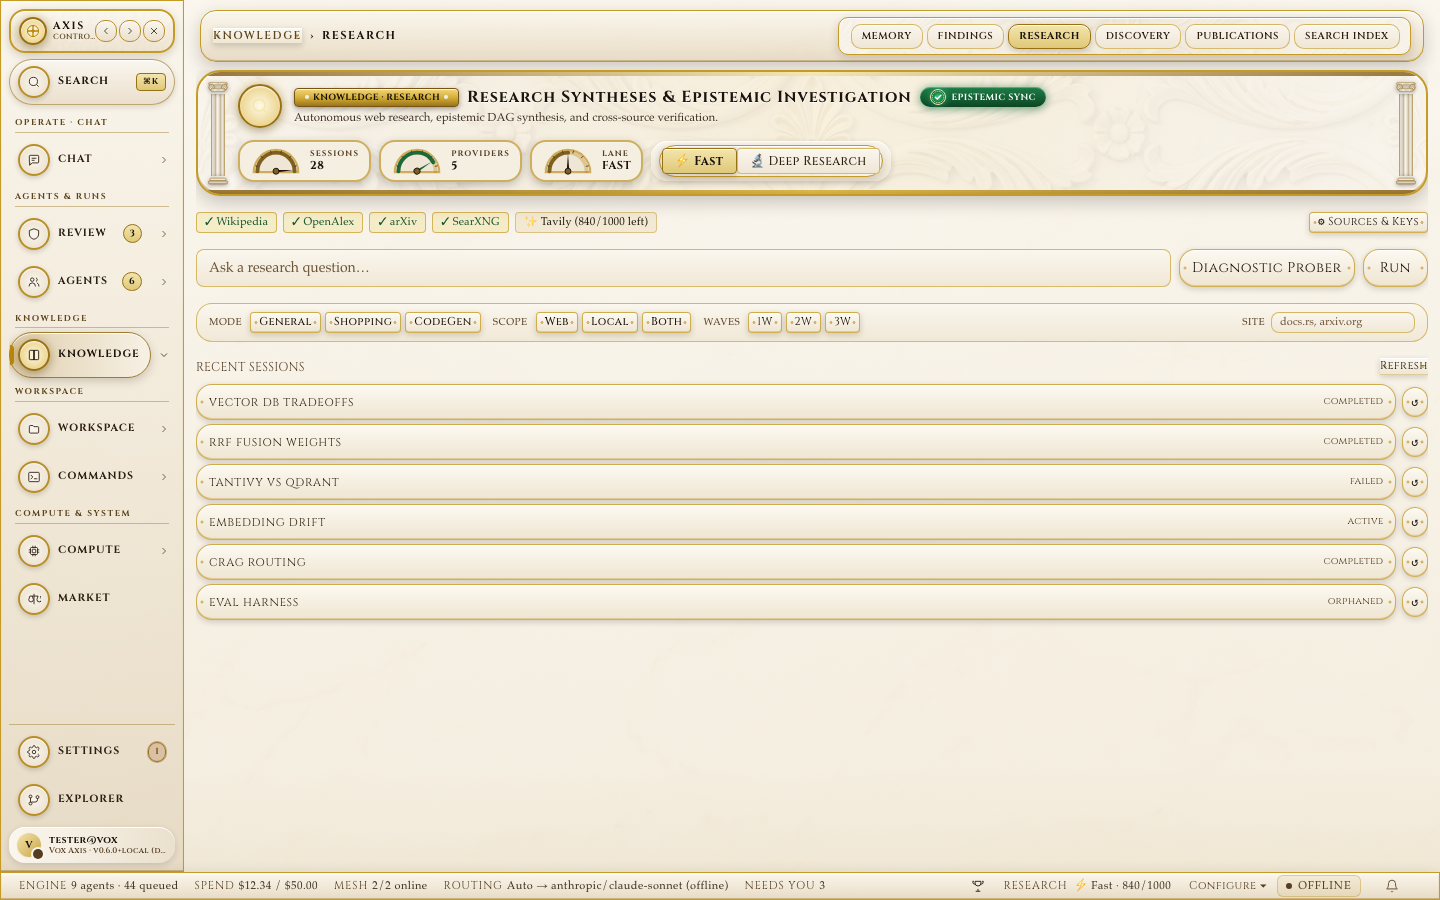 AXIS
CONTRO...
SEARCH ⌘K
OPERATE · CHAT
CHAT
AGENTS & RUNS
REVIEW 3
AGENTS 6
KNOWLEDGE
KNOWLEDGE
WORKSPACE
WORKSPACE
COMMANDS
COMPUTE & SYSTEM
COMPUTE
MARKET
SETTINGS 1
EXPLORER
V TESTER@VOX
VOX AXIS · V0.6.0+LOCAL (D...
KNOWLEDGE › RESEARCH
MEMORY FINDINGS RESEARCH DISCOVERY PUBLICATIONS SEARCH INDEX
KNOWLEDGE · RESEARCH RESEARCH SYNTHESES & EPISTEMIC INVESTIGATION EPISTEMIC SYNC
Autonomous web research, epistemic DAG synthesis, and cross-source verification.
SESSIONS 28
PROVIDERS 5
LANE FAST
⚡ FAST 🔬 DEEP RESEARCH
✓ Wikipedia ✓ OpenAlex ✓ arXiv ✓ SearXNG ✨ Tavily (840/1000 left) ⚙ SOURCES & KEYS
Ask a research question… DIAGNOSTIC PROBER RUN
MODE GENERAL SHOPPING CODEGEN SCOPE WEB LOCAL BOTH WAVES 1W 2W 3W SITE docs.rs, arxiv.org
RECENT SESSIONS REFRESH
VECTOR DB TRADEOFFS COMPLETED ↺
RRF FUSION WEIGHTS COMPLETED ↺
TANTIVY VS QDRANT FAILED ↺
EMBEDDING DRIFT ACTIVE ↺
CRAG ROUTING COMPLETED ↺
EVAL HARNESS ORPHANED ↺
ENGINE 9 agents · 44 queued SPEND $12.34 / $50.00 MESH 2/2 online ROUTING Auto → anthropic/claude-sonnet (offline) NEEDS YOU 3 RESEARCH ⚡ Fast · 840/1000 CONFIGURE ▾ OFFLINE